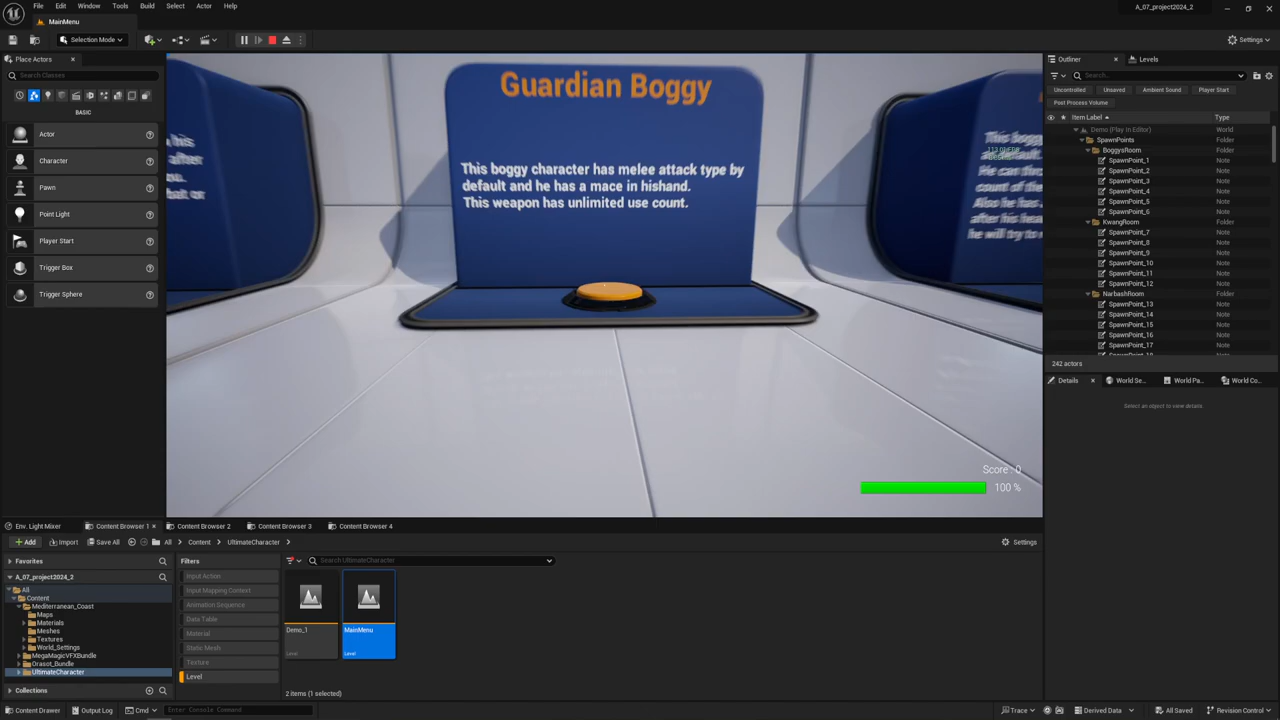 File Edit Window Tools Build Select Actor Help
A_07_project2024_2
MainMenu
Selection Mode
Settings
Place Actors
Search Classes
BASIC
Actor
Character
Pawn
Point Light
Player Start
Trigger Box
Trigger Sphere
Guardian Boggy
This boggy character has melee attack type by
default and he has a mace in hishand.
This weapon has unlimited use count.
Score : 0
100 %
Outliner
Levels
Search...
Uncontrolled Unsaved Ambient Sound Player Start
Post Process Volume
Item Label Type
Demo (Play In Editor) World
SpawnPoints Folder
BoggysRoom Folder
SpawnPoint_1 Note
SpawnPoint_2 Note
SpawnPoint_3 Note
SpawnPoint_4 Note
SpawnPoint_5 Note
SpawnPoint_6 Note
KwangRoom Folder
SpawnPoint_7 Note
SpawnPoint_8 Note
SpawnPoint_9 Note
SpawnPoint_10 Note
SpawnPoint_11 Note
SpawnPoint_12 Note
NarbashRoom Folder
SpawnPoint_13 Note
SpawnPoint_14 Note
SpawnPoint_15 Note
SpawnPoint_16 Note
SpawnPoint_17 Note
242 actors
Details
World Se...
World Pa...
World Co...
Select an object to view details.
Env. Light Mixer
Content Browser 1
Content Browser 2
Content Browser 3
Content Browser 4
Add
Import
Save All
All
Content
UltimateCharacter
Settings
Favorites
A_07_project2024_2
All
Content
Mediterranean_Coast
Maps
Materials
Meshes
Textures
World_Settings
MegaMagicVFXBundle
Orasot_Bundle
UltimateCharacter
Collections
Filters
Input Action
Input Mapping Context
Animation Sequence
Data Table
Material
Static Mesh
Texture
Level
Search UltimateCharacter
Demo_1
Level
MainMenu
Level
2 items (1 selected)
Content Drawer
Output Log
Cmd
Enter Console Command
Trace
Derived Data
All Saved
Revision Control